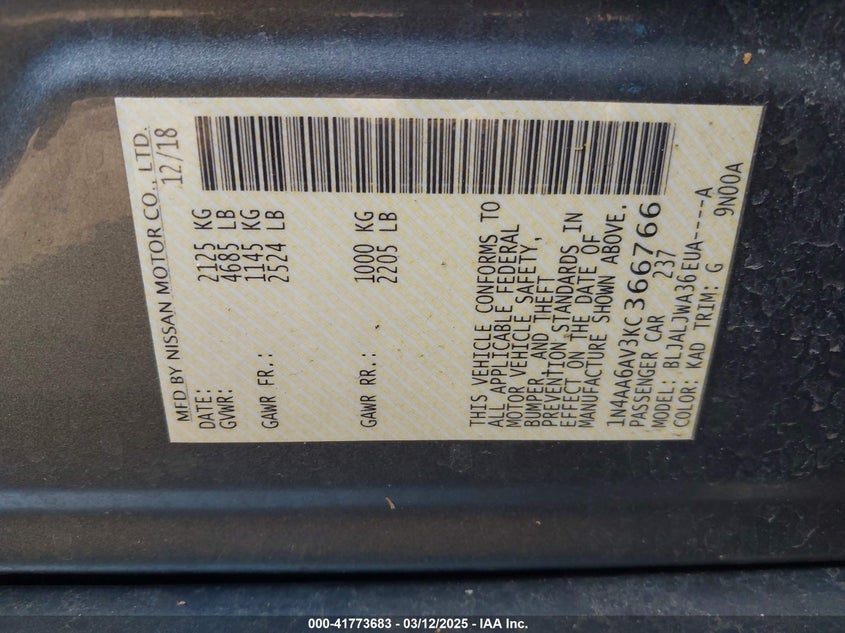 MFD BY NISSAN MOTOR CO., LTD.
DATE: 12/18
GVWR: 2125 KG
4685 LB
GAWR FR.: 1145 KG
2524 LB
GAWR RR.: 1000 KG
2205 LB
THIS VEHICLE CONFORMS TO
ALL APPLICABLE FEDERAL
MOTOR VEHICLE SAFETY,
BUMPER, AND THEFT
PREVENTION STANDARDS IN
EFFECT ON THE DATE OF
MANUFACTURE SHOWN ABOVE.
1N4AA6AV3KC366766
PASSENGER CAR 237
MODEL: BLJALJWA36EUA-----A
COLOR: KAD TRIM: G 9N00A
000-41773683 - 03/12/2025 - IAA Inc.